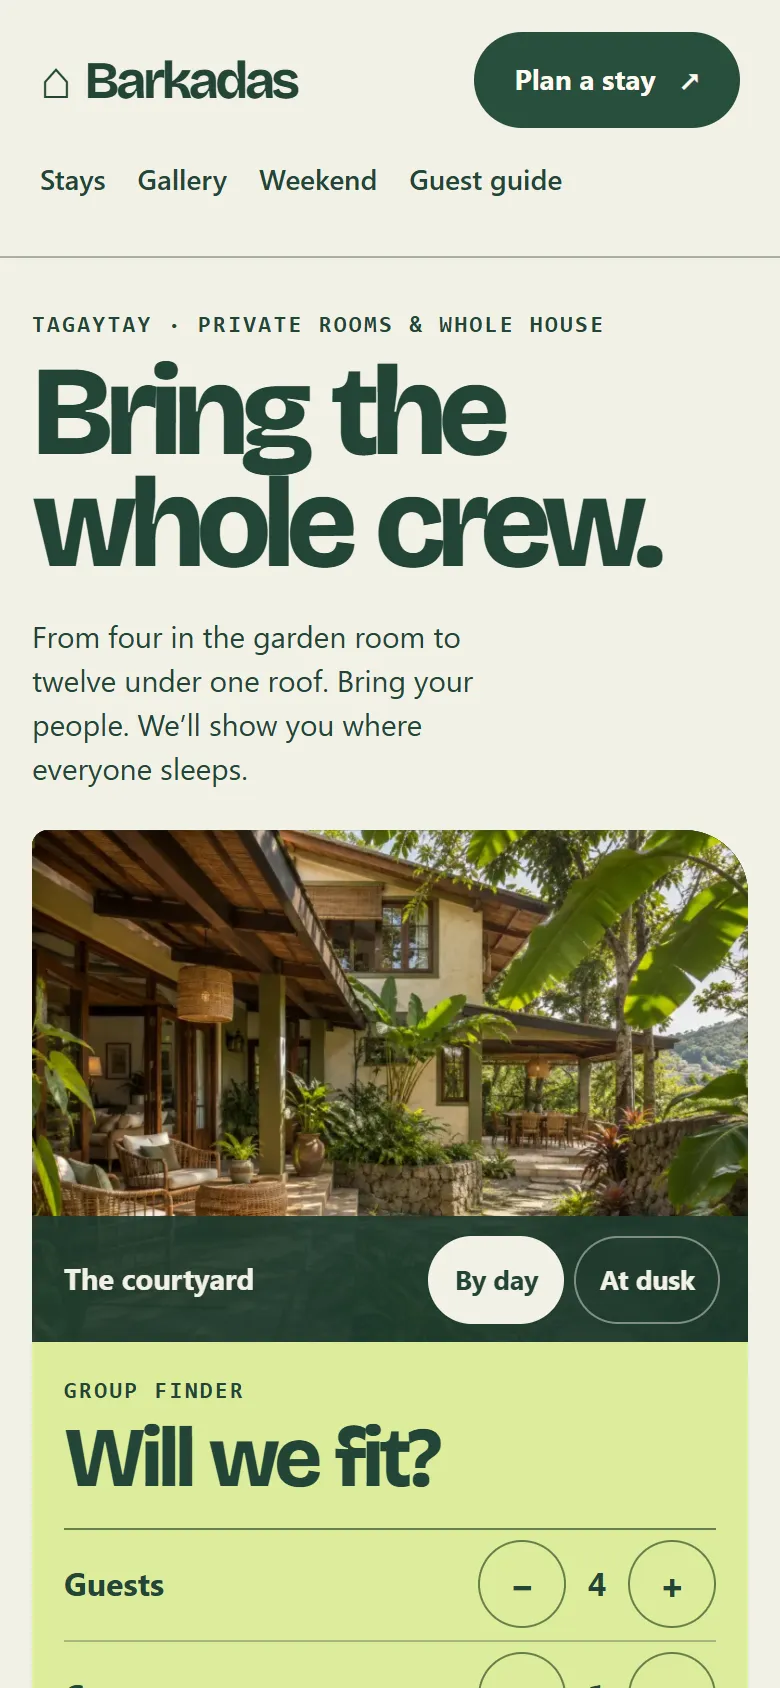 ⌂ Barkadas
Plan a stay ↗
Stays Gallery Weekend Guest guide
TAGAYTAY · PRIVATE ROOMS & WHOLE HOUSE
Bring the
whole crew.
From four in the garden room to
twelve under one roof. Bring your
people. We’ll show you where
everyone sleeps.
The courtyard
By day
At dusk
GROUP FINDER
Will we fit?
Guests − 4 +